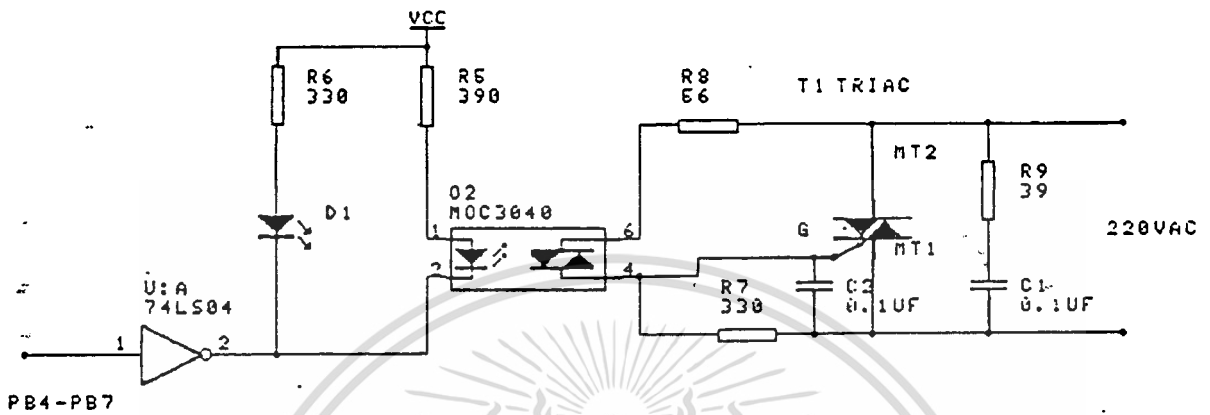 VCC
R6
330
R5
390
R8
56
T1 TRIAC
MT2
R9
39
D1
O2
MOC3040
1
2
6
4
G
MT1
220VAC
U:A
74LS04
1
2
R7
330
0.1UF
C1
0.1UF
PB4-PB7